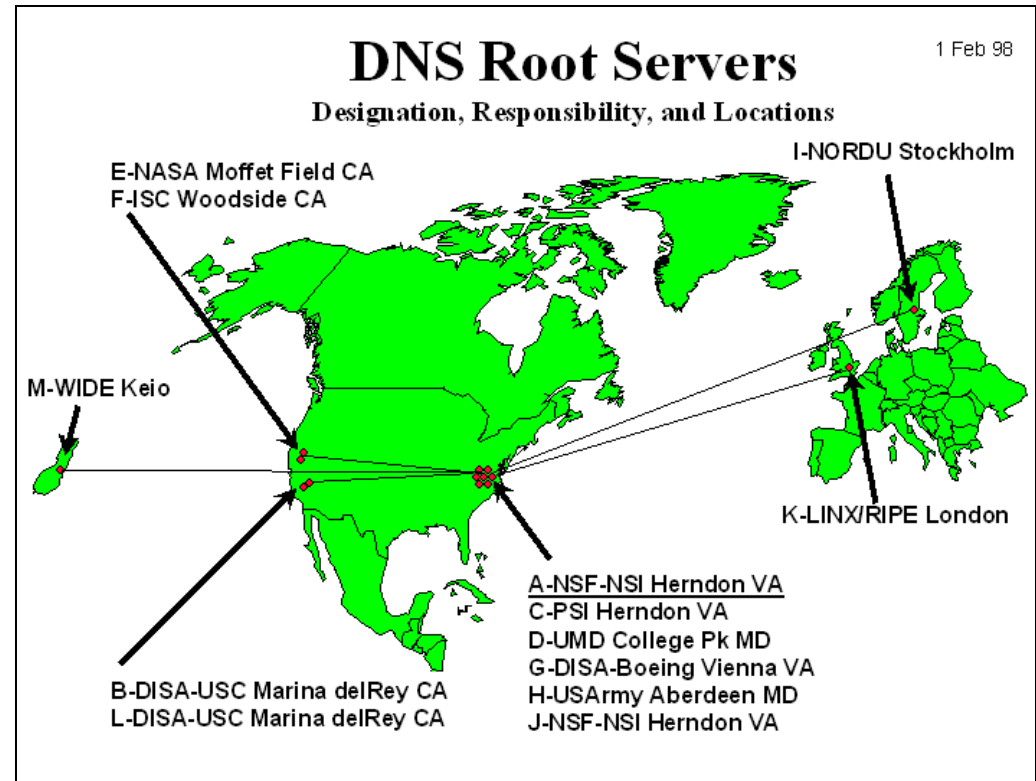 DNS Root Servers
1 Feb 98
Designation, Responsibility, and Locations
I-NORDU Stockholm
E-NASA Moffet Field CA
F-ISC Woodside CA
M-WIDE Keio
K-LINX/RIPE London
A-NSF-NSI Herndon VA
C-PSI Herndon VA
D-UMD College Pk MD
G-DISA-Boeing Vienna VA
H-USArmy Aberdeen MD
J-NSF-NSI Herndon VA
B-DISA-USC Marina delRey CA
L-DISA-USC Marina delRey CA